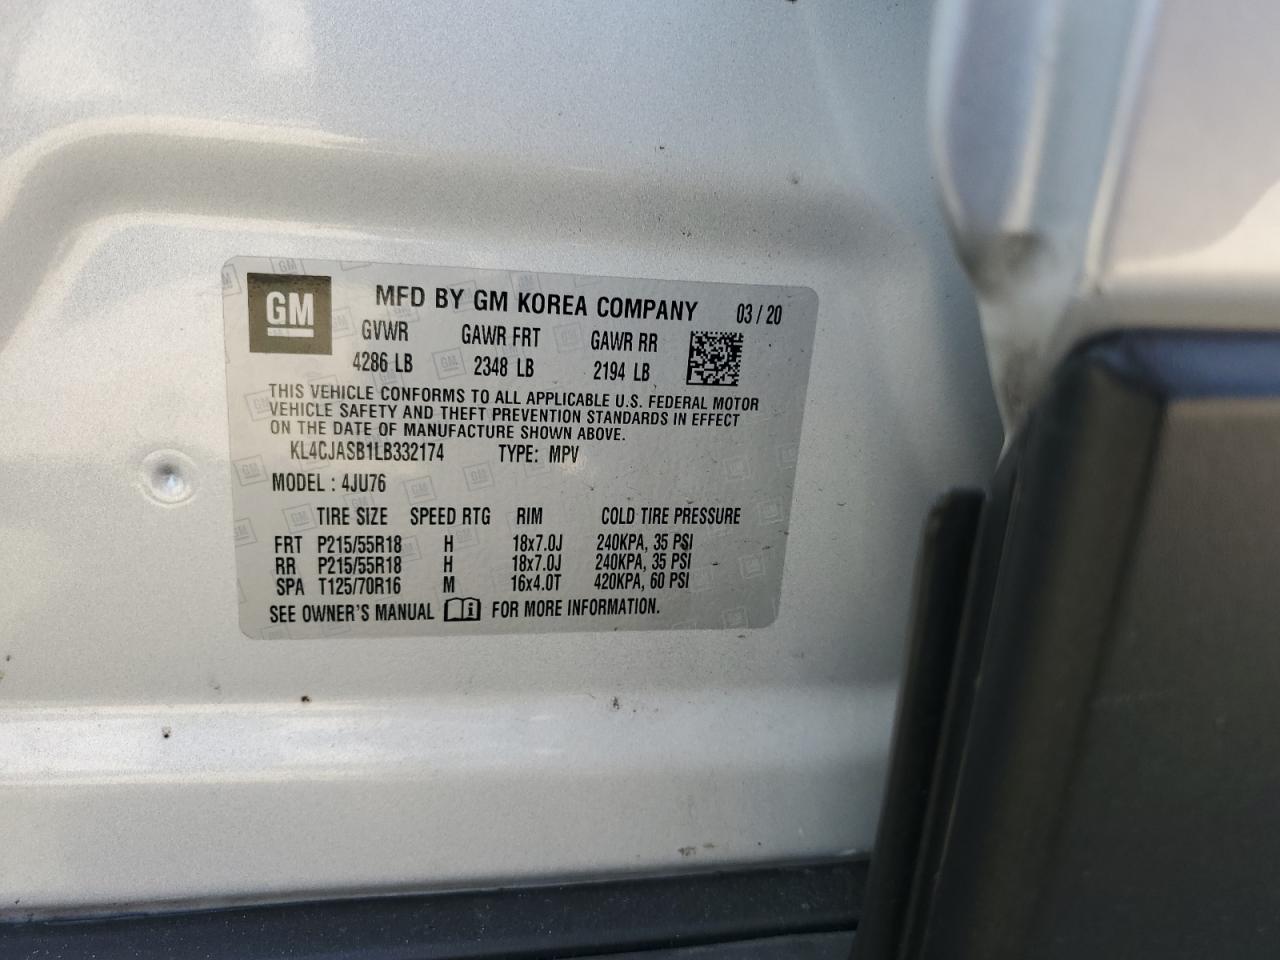 GM
MFD BY GM KOREA COMPANY 03 / 20
GVWR GAWR FRT GAWR RR
4286 LB 2348 LB 2194 LB
THIS VEHICLE CONFORMS TO ALL APPLICABLE U.S. FEDERAL MOTOR
VEHICLE SAFETY AND THEFT PREVENTION STANDARDS IN EFFECT
ON THE DATE OF MANUFACTURE SHOWN ABOVE.
KL4CJASB1LB332174 TYPE: MPV
MODEL : 4JU76
TIRE SIZE SPEED RTG RIM COLD TIRE PRESSURE
FRT P215/55R18 H 18x7.0J 240KPA, 35 PSI
RR P215/55R18 H 18x7.0J 240KPA, 35 PSI
SPA T125/70R16 M 16x4.0T 420KPA, 60 PSI
SEE OWNER'S MANUAL i FOR MORE INFORMATION.